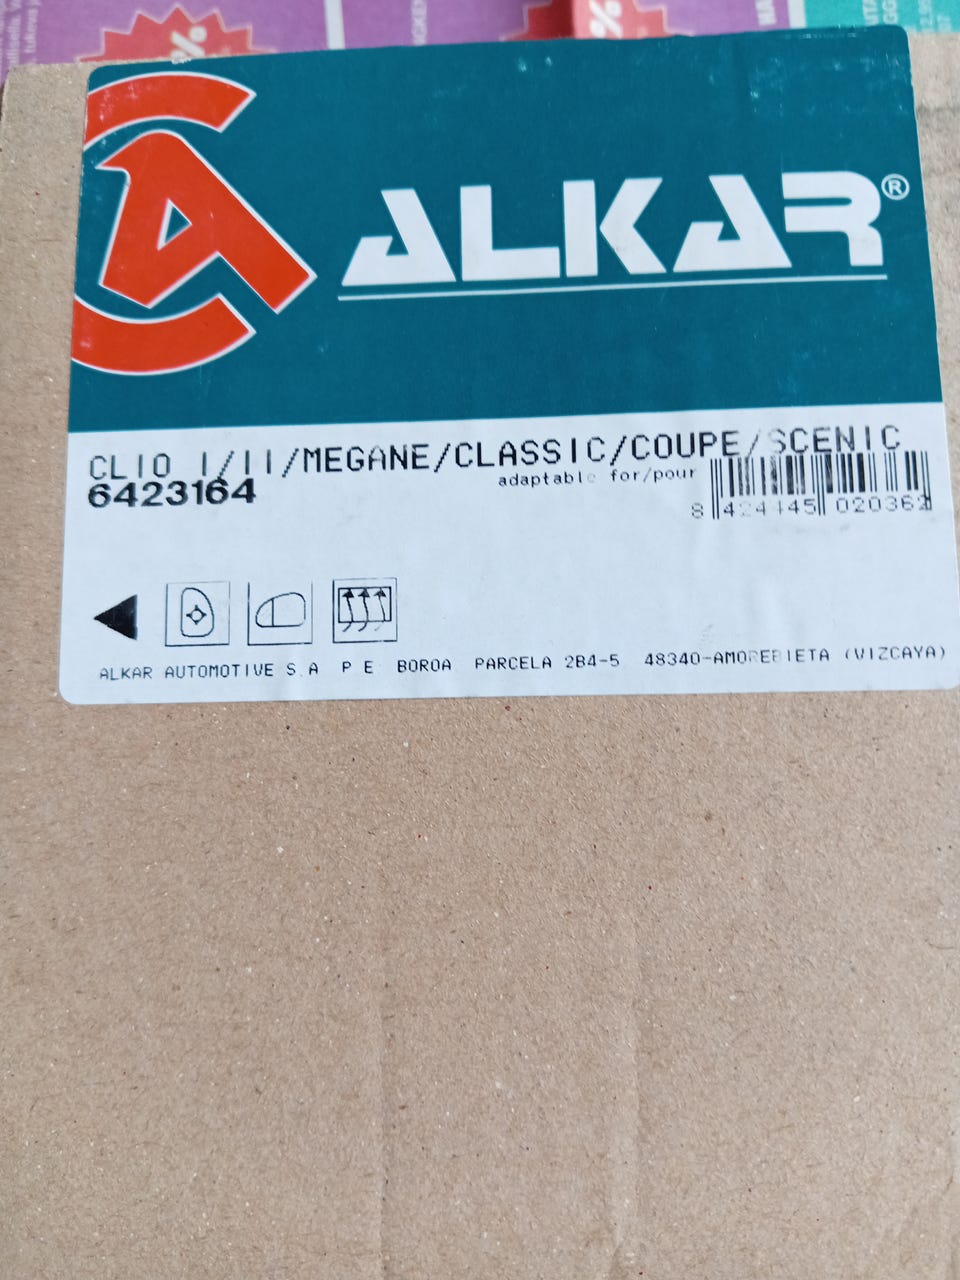 %
%
ALKAR®
CLIO I/II/MEGANE/CLASSIC/COUPE/SCENIC
6423164
adaptable for/pour
8 424445 020362
ALKAR AUTOMOTIVE S.A P E BOROA PARCELA 2B4-5 48340-AMOREBIETA (VIZCAYA)